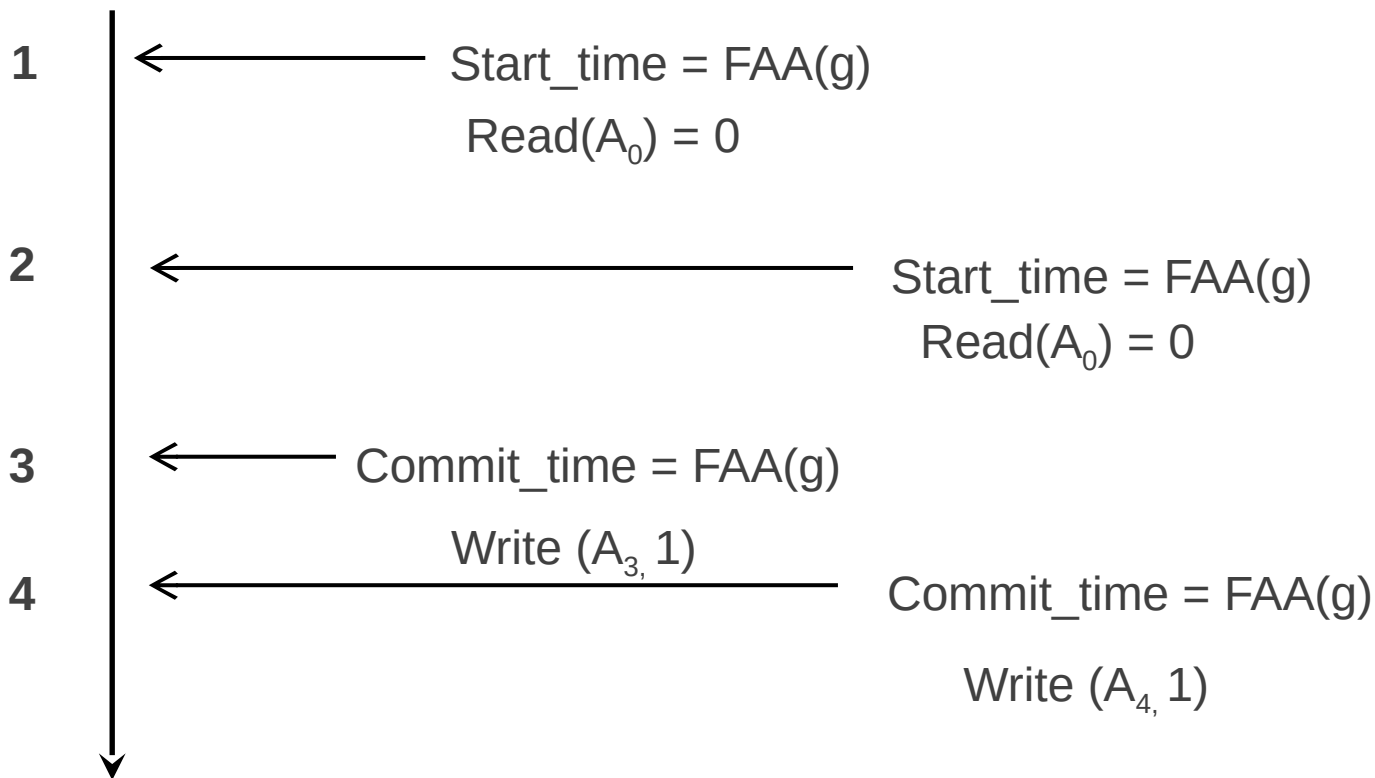 1
Start_time = FAA(g)
Read(A₀) = 0
2
Start_time = FAA(g)
Read(A₀) = 0
3
Commit_time = FAA(g)
Write (A₃, 1)
4
Commit_time = FAA(g)
Write (A₄, 1)